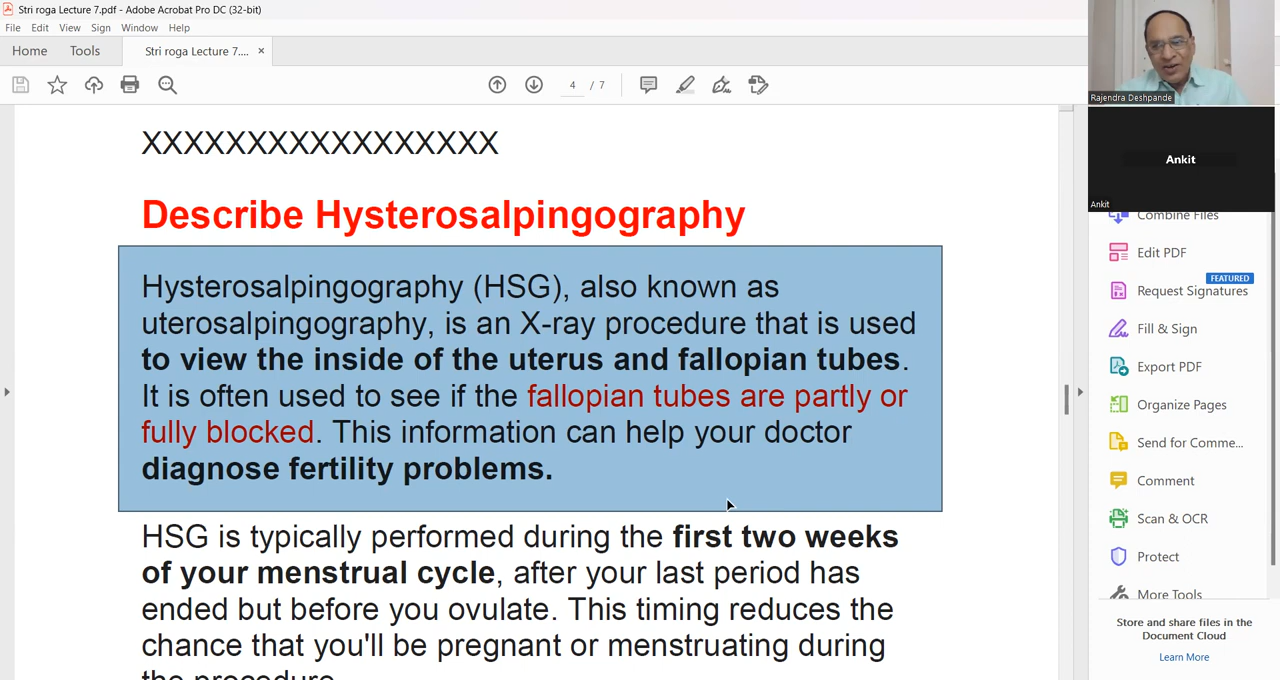 Stri roga Lecture 7.pdf - Adobe Acrobat Pro DC (32-bit)
File Edit View Sign Window Help
Home Tools Stri roga Lecture 7.... ×
4 / 7
XXXXXXXXXXXXXXXXX
Describe Hysterosalpingography
Hysterosalpingography (HSG), also known as
uterosalpingography, is an X-ray procedure that is used
to view the inside of the uterus and fallopian tubes.
It is often used to see if the fallopian tubes are partly or
fully blocked. This information can help your doctor
diagnose fertility problems.
HSG is typically performed during the first two weeks
of your menstrual cycle, after your last period has
ended but before you ovulate. This timing reduces the
chance that you'll be pregnant or menstruating during
the procedure.
Rajendra Deshpande
Ankit
Ankit
Combine Files
Edit PDF
FEATURED
Request Signatures
Fill & Sign
Export PDF
Organize Pages
Send for Comme...
Comment
Scan & OCR
Protect
More Tools
Store and share files in the
Document Cloud
Learn More